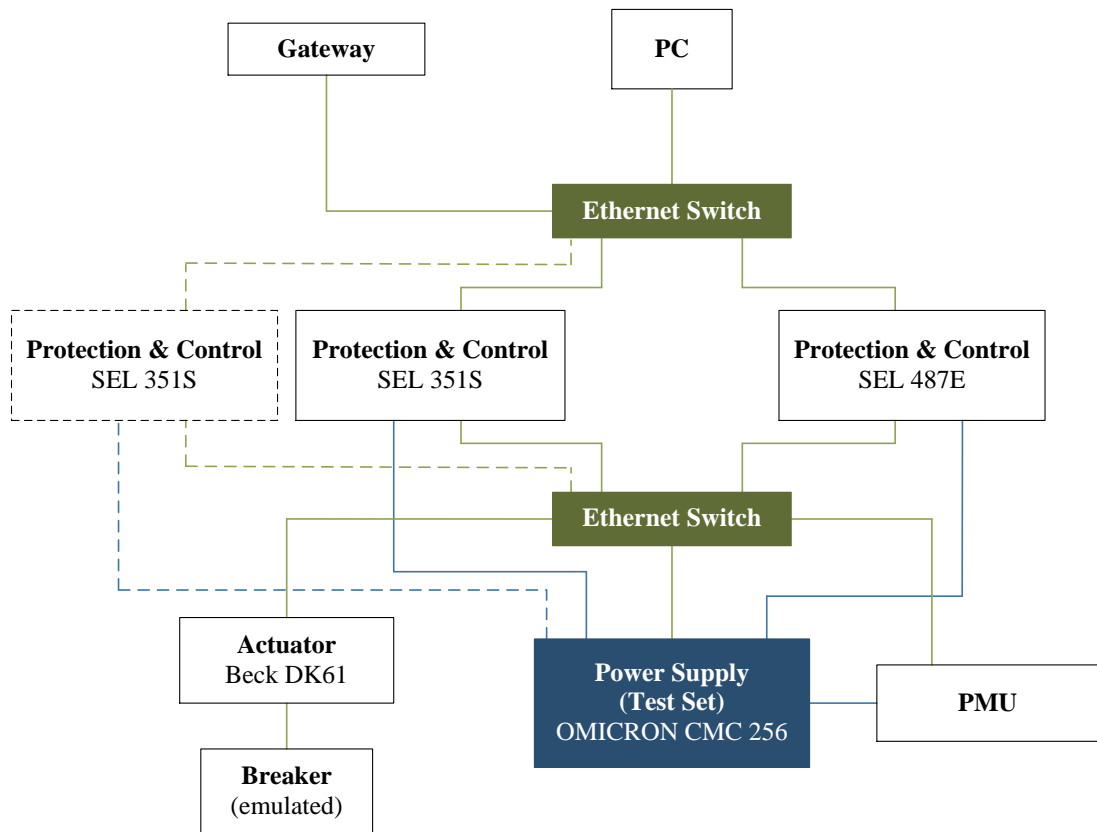 Gateway
PC
Ethernet Switch
Protection & Control
SEL 351S
Protection & Control
SEL 351S
Protection & Control
SEL 487E
Ethernet Switch
Actuator
Beck DK61
Power Supply
(Test Set)
OMICRON CMC 256
PMU
Breaker
(emulated)